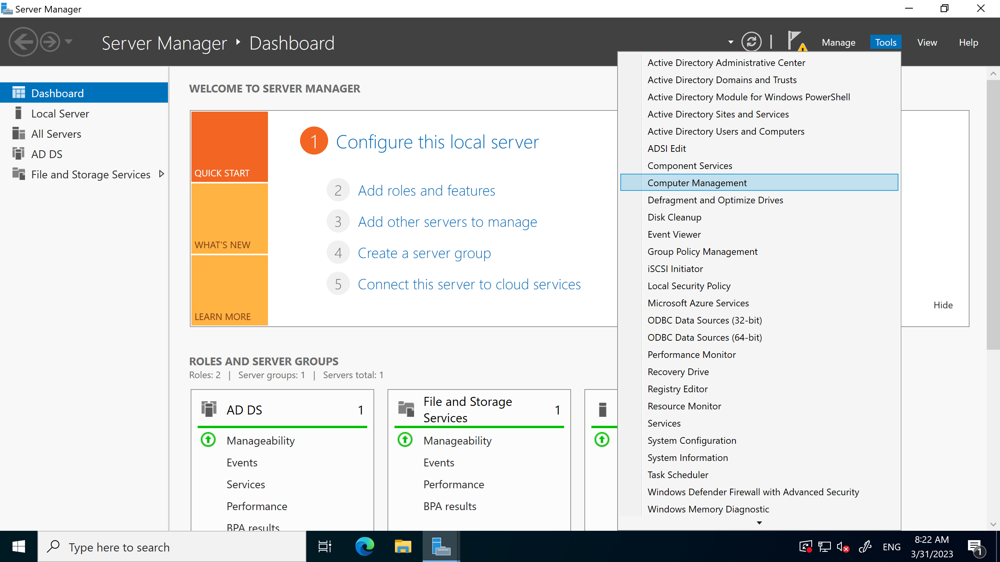 Server Manager
Server Manager
Dashboard
Manage
Tools
View
Help
Dashboard
Local Server
All Servers
AD DS
File and Storage Services
WELCOME TO SERVER MANAGER
QUICK START
WHAT'S NEW
LEARN MORE
1 Configure this local server
2 Add roles and features
3 Add other servers to manage
4 Create a server group
5 Connect this server to cloud services
Hide
ROLES AND SERVER GROUPS
Roles: 2 | Server groups: 1 | Servers total: 1
AD DS 1
Manageability
Events
Services
Performance
BPA results
File and Storage Services 1
Manageability
Events
Performance
BPA results
Active Directory Administrative Center
Active Directory Domains and Trusts
Active Directory Module for Windows PowerShell
Active Directory Sites and Services
Active Directory Users and Computers
ADSI Edit
Component Services
Computer Management
Defragment and Optimize Drives
Disk Cleanup
Event Viewer
Group Policy Management
iSCSI Initiator
Local Security Policy
Microsoft Azure Services
ODBC Data Sources (32-bit)
ODBC Data Sources (64-bit)
Performance Monitor
Recovery Drive
Registry Editor
Resource Monitor
Services
System Configuration
System Information
Task Scheduler
Windows Defender Firewall with Advanced Security
Windows Memory Diagnostic
Type here to search
ENG
8:22 AM
3/31/2023
1